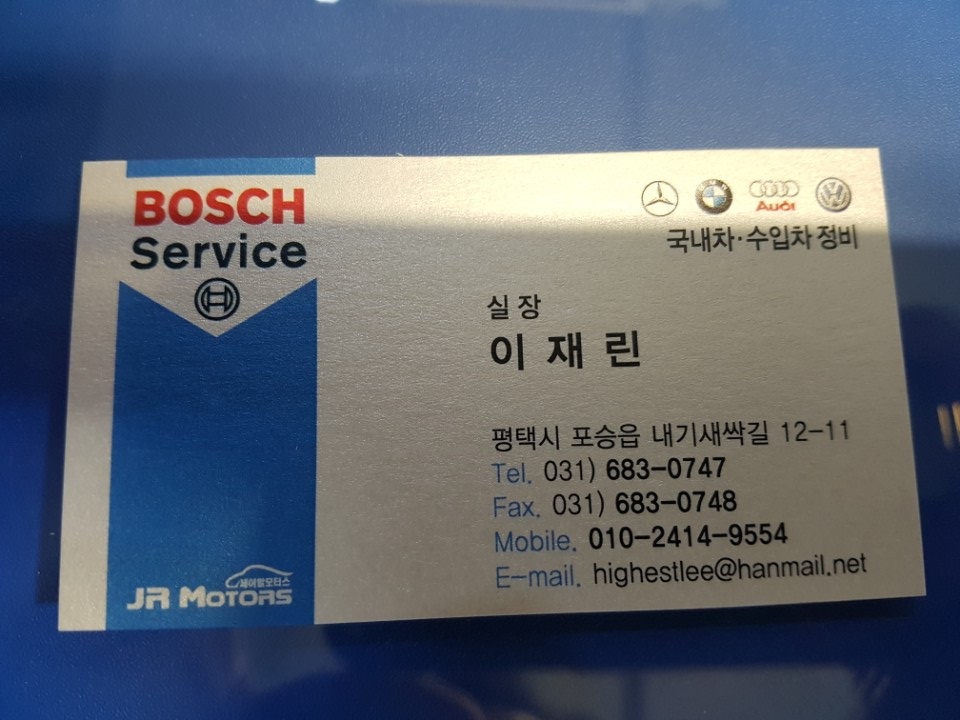 BOSCH
Service
Audi
국내차·수입차 정비
실 장
이 재 린
평택시 포승읍 내기새싹길 12-11
Tel. 031) 683-0747
Fax. 031) 683-0748
Mobile. 010-2414-9554
E-mail. highestlee@hanmail.net
제이알모터스
JR MOTORS